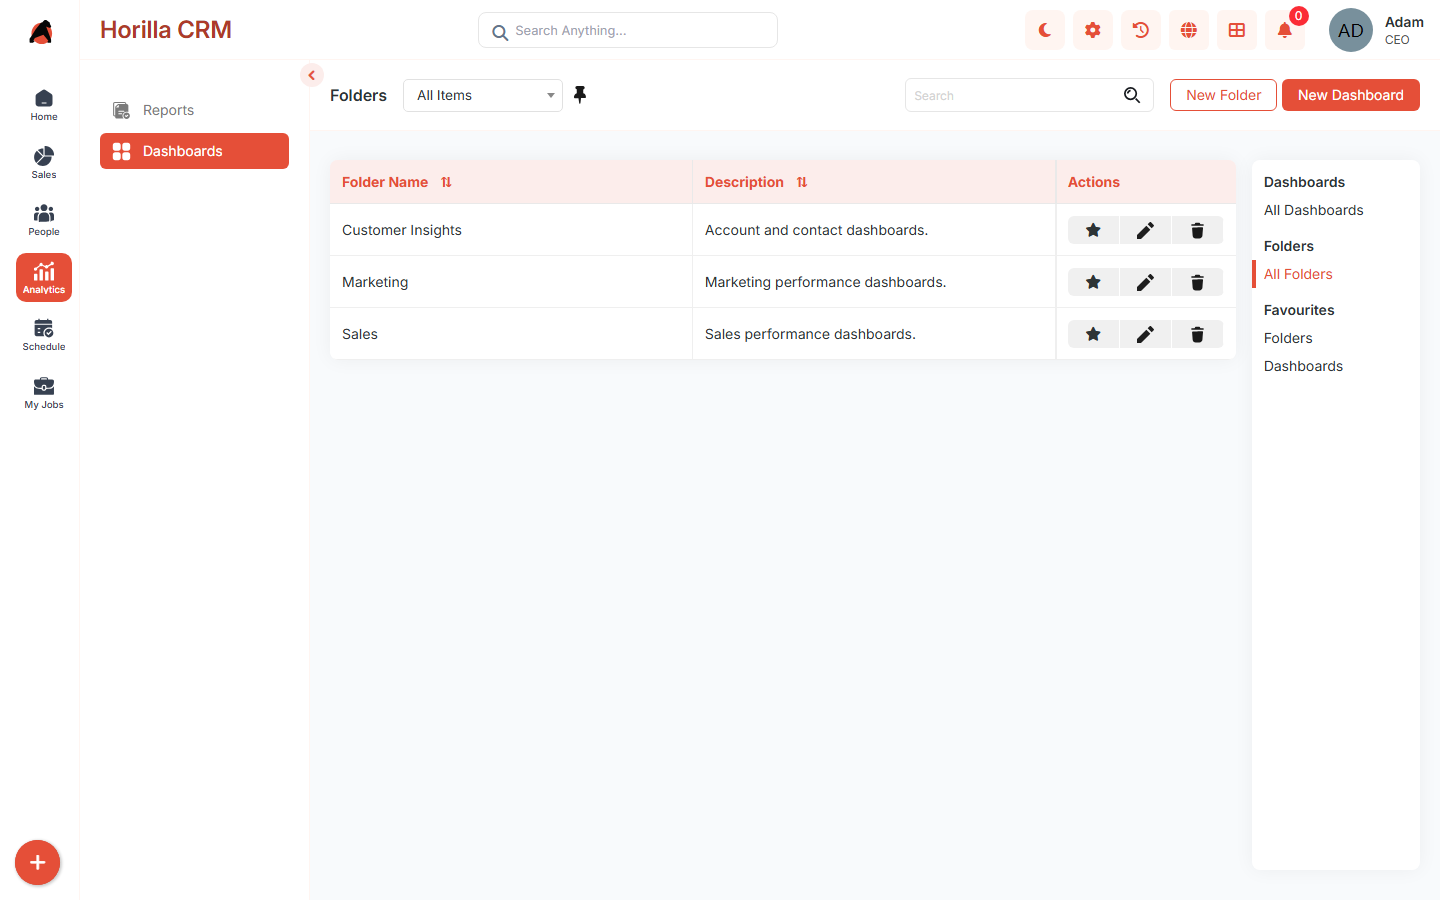 Horilla CRM
Search Anything...
0
AD
Adam
CEO
Home
Sales
People
Analytics
Schedule
My Jobs
Reports
Dashboards
Folders
All Items
Search
New Folder
New Dashboard
Folder Name
Description
Actions
Customer Insights
Account and contact dashboards.
Marketing
Marketing performance dashboards.
Sales
Sales performance dashboards.
Dashboards
All Dashboards
Folders
All Folders
Favourites
Folders
Dashboards